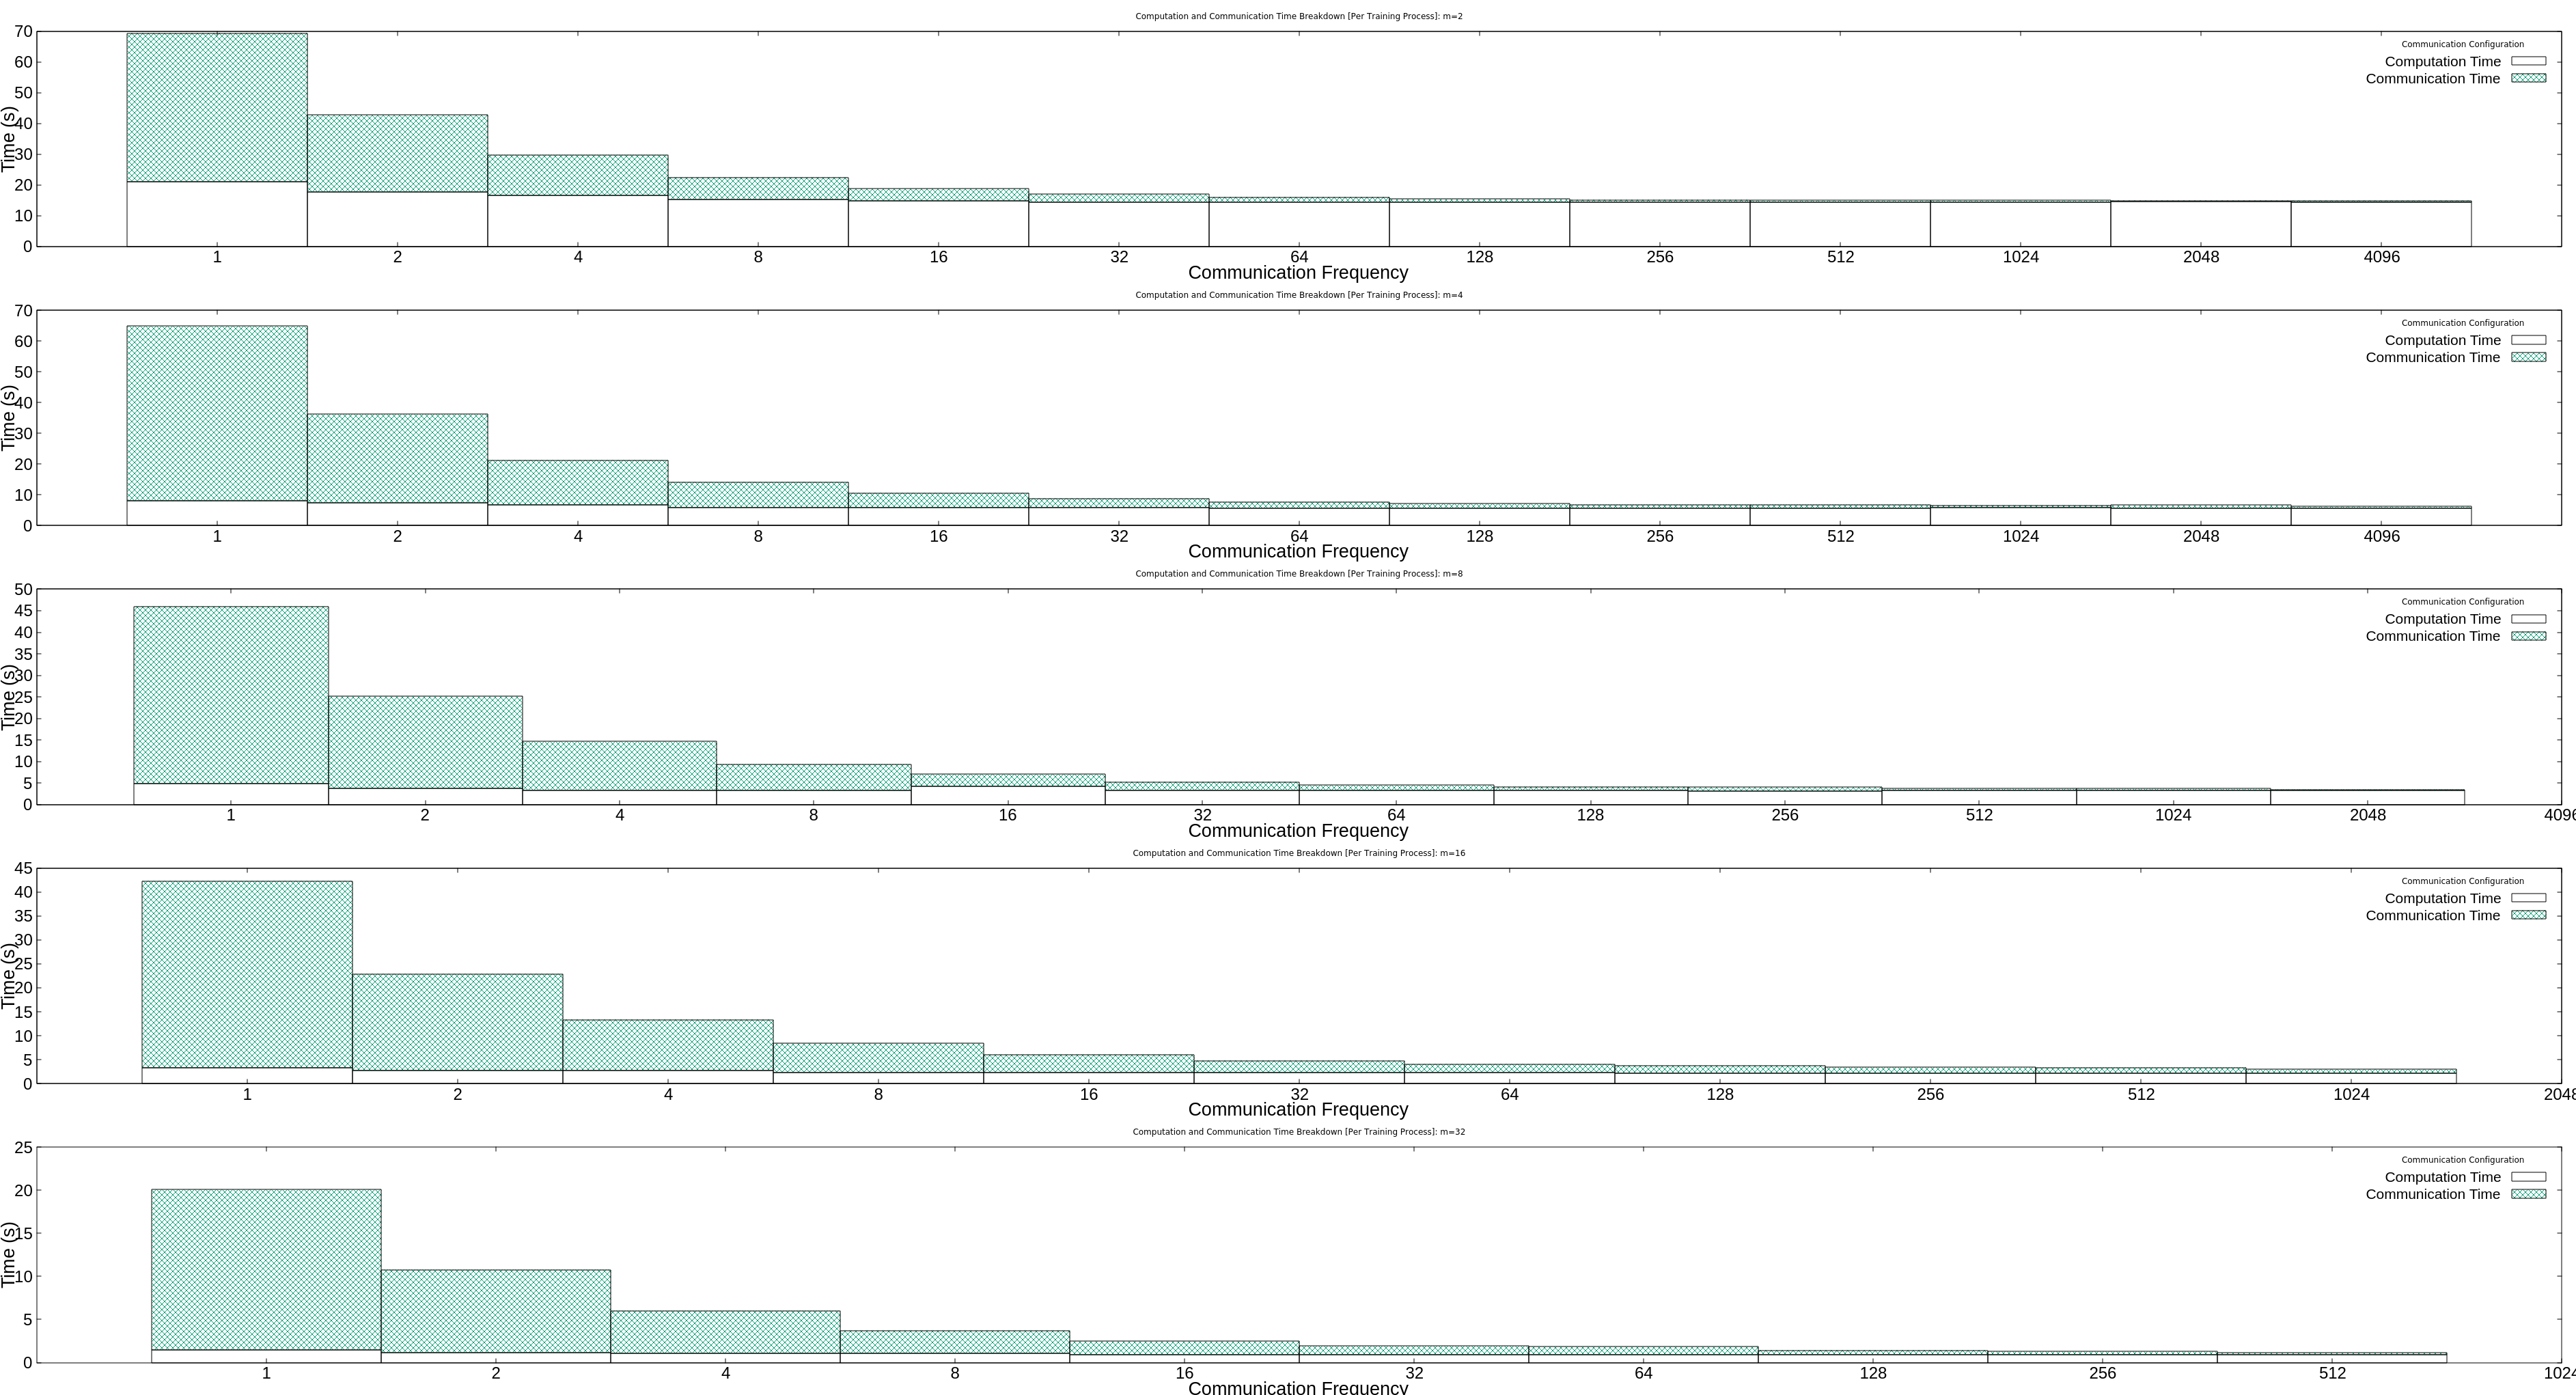 Computation and Communication Time Breakdown [Per Training Process]: m=2
Communication Configuration
Computation Time
Communication Time
Time (s)
70
60
50
40
30
20
10
0
1 2 4 8 16 32 64 128 256 512 1024 2048 4096
Communication Frequency
Computation and Communication Time Breakdown [Per Training Process]: m=4
Communication Configuration
Computation Time
Communication Time
Time (s)
70
60
50
40
30
20
10
0
1 2 4 8 16 32 64 128 256 512 1024 2048 4096
Communication Frequency
Computation and Communication Time Breakdown [Per Training Process]: m=8
Communication Configuration
Computation Time
Communication Time
Time (s)
50
45
40
35
30
25
20
15
10
5
0
1 2 4 8 16 32 64 128 256 512 1024 2048 4096
Communication Frequency
Computation and Communication Time Breakdown [Per Training Process]: m=16
Communication Configuration
Computation Time
Communication Time
Time (s)
45
40
35
30
25
20
15
10
5
0
1 2 4 8 16 32 64 128 256 512 1024 2048
Communication Frequency
Computation and Communication Time Breakdown [Per Training Process]: m=32
Communication Configuration
Computation Time
Communication Time
Time (s)
25
20
15
10
5
0
1 2 4 8 16 32 64 128 256 512 1024
Communication Frequency